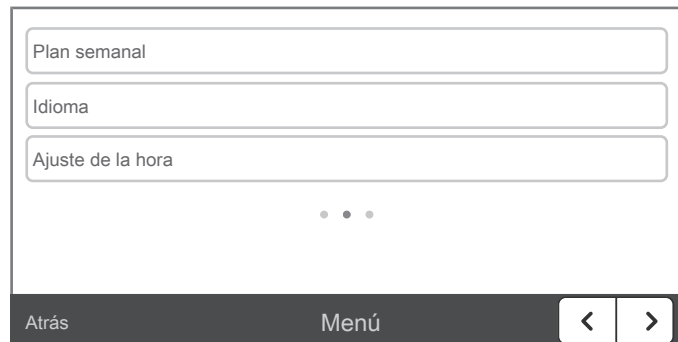 Plan semanal
Idioma
Ajuste de la hora
Atrás
Menú